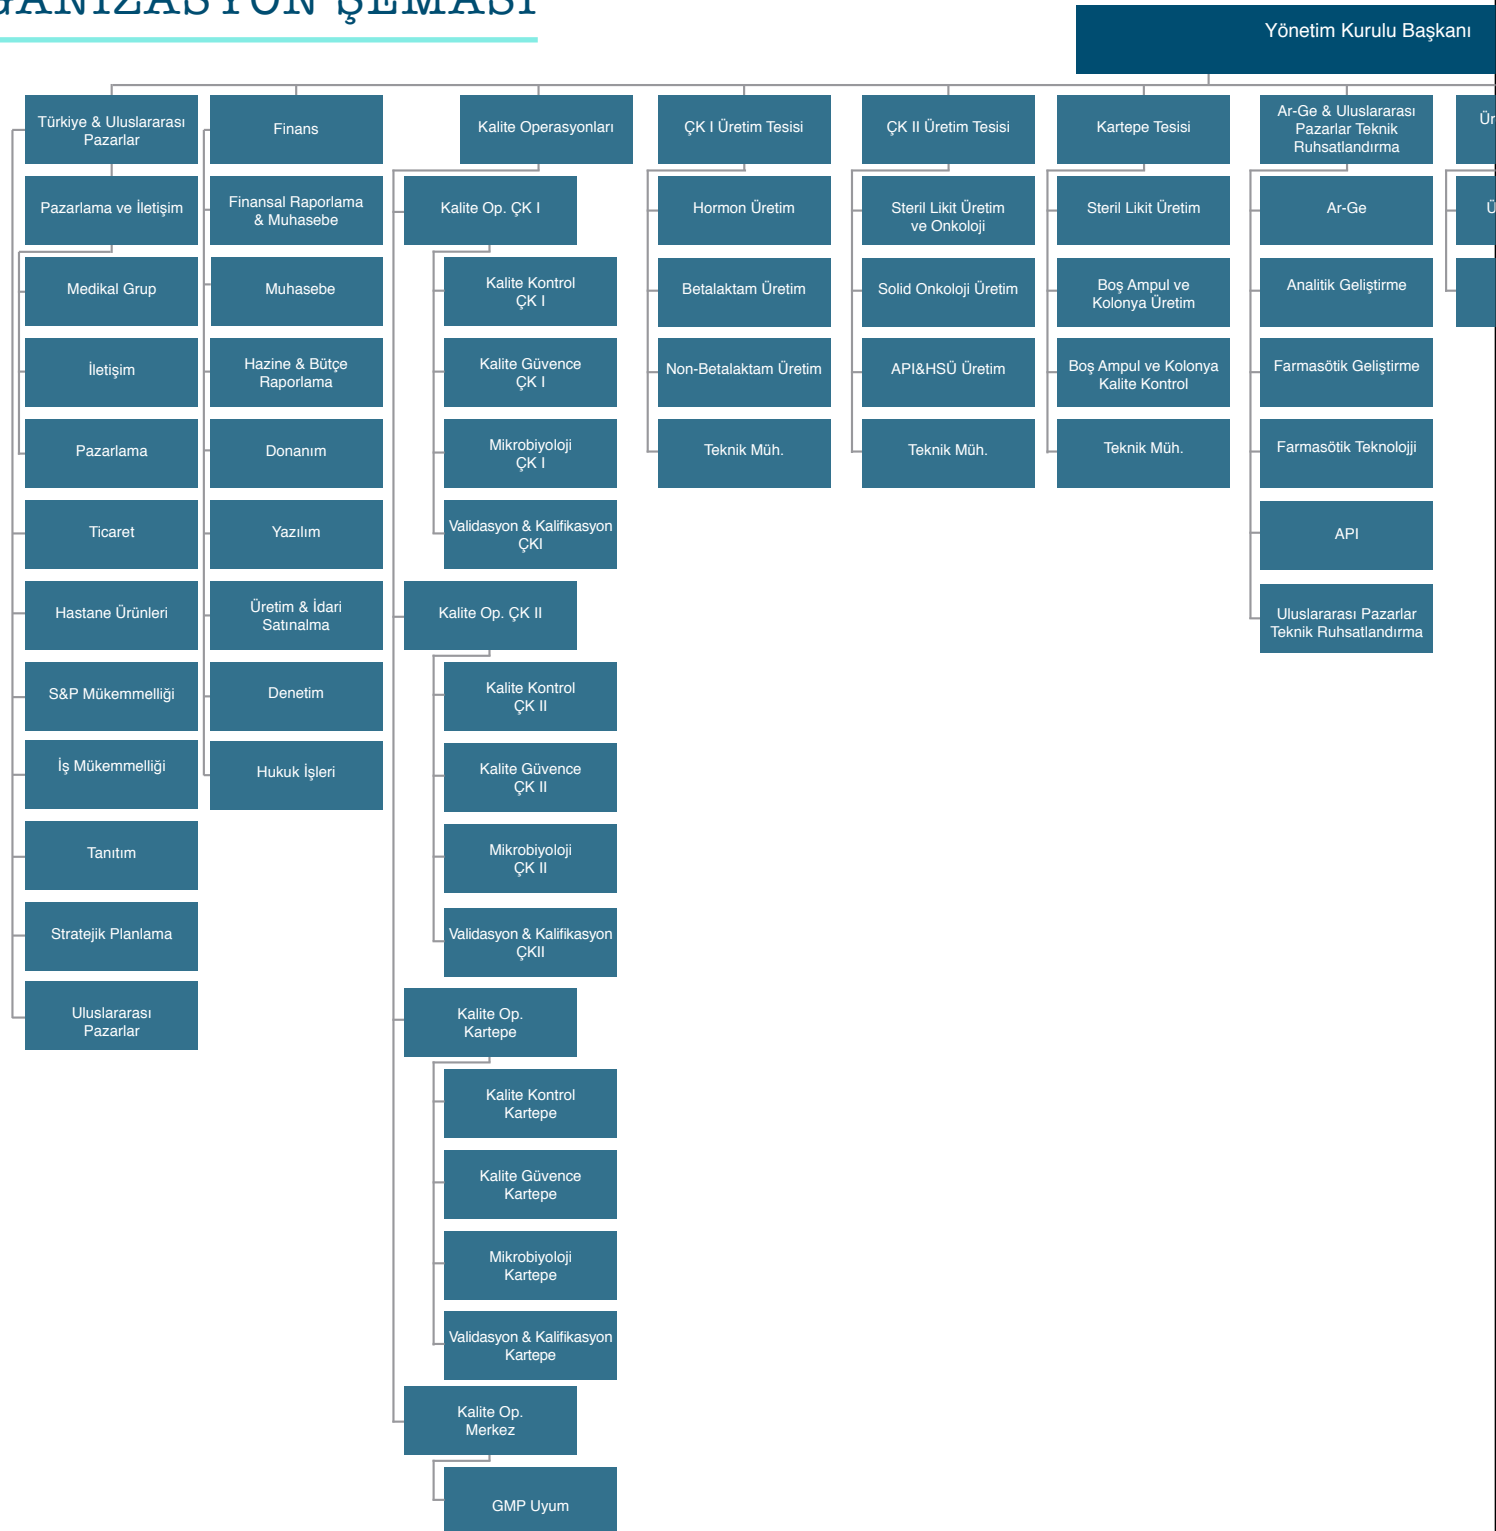 ŞEMASI
Yönetim Kurulu Başkanı
Türkiye & Uluslararası
Pazarlar
Pazarlama ve İletişim
Medikal Grup
İletişim
Pazarlama
Ticaret
Hastane Ürünleri
S&P Mükemmelliği
İş Mükemmelliği
Tanıtım
Stratejik Planlama
Uluslararası
Pazarlar
Finans
Finansal Raporlama
& Muhasebe
Muhasebe
Hazine & Bütçe
Raporlama
Donanım
Yazılım
Üretim & İdari
Satınalma
Denetim
Hukuk İşleri
Kalite Operasyonları
Kalite Op. ÇK I
Kalite Kontrol
ÇK I
Kalite Güvence
ÇK I
Mikrobiyoloji
ÇK I
Validasyon & Kalifikasyon
ÇKI
Kalite Op. ÇK II
Kalite Kontrol
ÇK II
Kalite Güvence
ÇK II
Mikrobiyoloji
ÇK II
Validasyon & Kalifikasyon
ÇKII
Kalite Op.
Kartepe
Kalite Kontrol
Kartepe
Kalite Güvence
Kartepe
Mikrobiyoloji
Kartepe
Validasyon & Kalifikasyon
Kartepe
Kalite Op.
Merkez
GMP Uyum
ÇK I Üretim Tesisi
Hormon Üretim
Betalaktam Üretim
Non-Betalaktam Üretim
Teknik Müh.
ÇK II Üretim Tesisi
Steril Likit Üretim
ve Onkoloji
Solid Onkoloji Üretim
API&HSÜ Üretim
Teknik Müh.
Kartepe Tesisi
Steril Likit Üretim
Boş Ampul ve
Kolonya Üretim
Boş Ampul ve Kolonya
Kalite Kontrol
Teknik Müh.
Ar-Ge & Uluslararası
Pazarlar Teknik
Ruhsatlandırma
Ar-Ge
Analitik Geliştirme
Farmasötik Geliştirme
Farmasötik Teknolojji
API
Uluslararası Pazarlar
Teknik Ruhsatlandırma